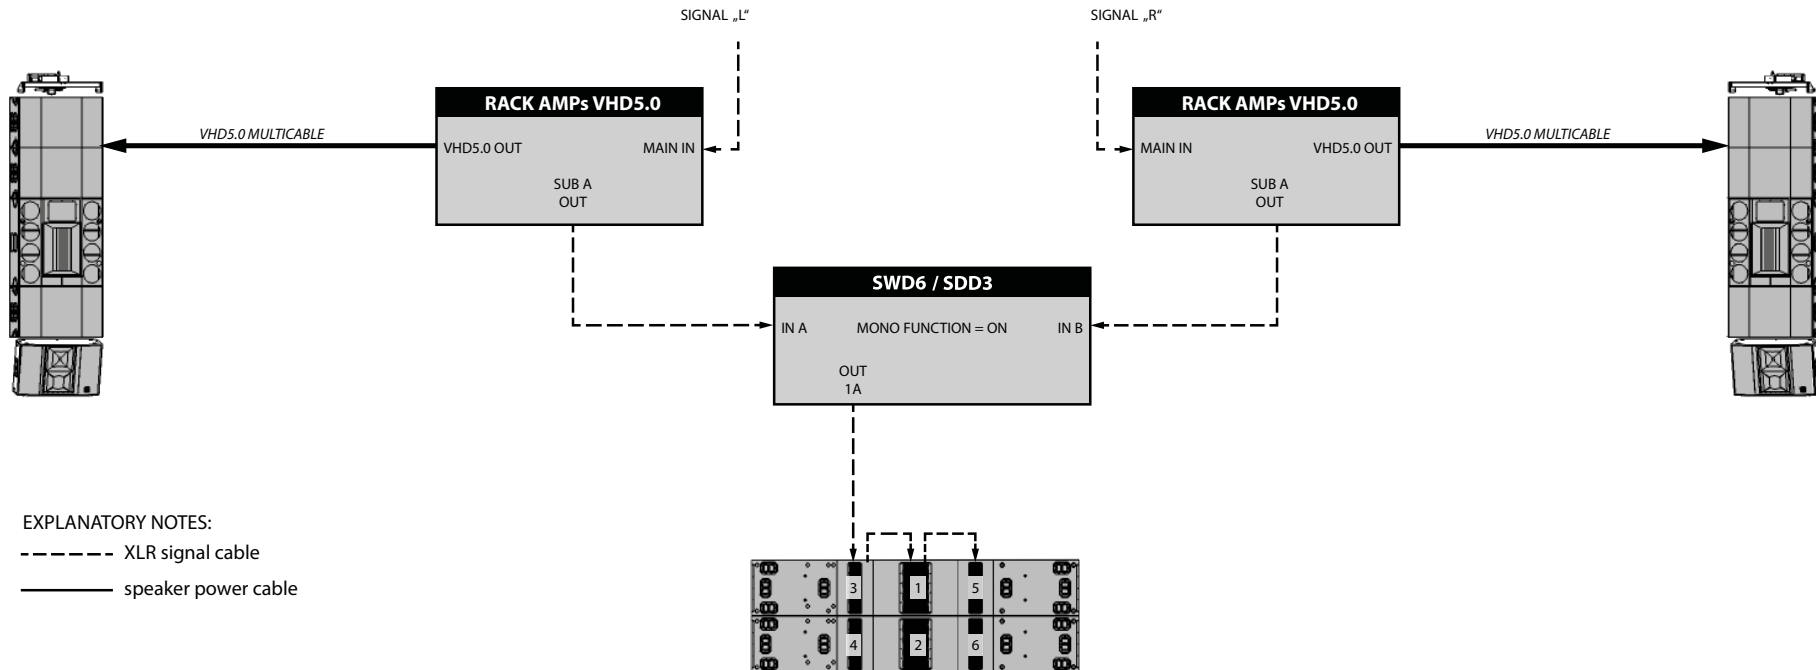 SIGNAL „L“
SIGNAL „R“
RACK AMPs VHD5.0
RACK AMPs VHD5.0
VHD5.0 MULTICABLE
VHD5.0 OUT
MAIN IN
MAIN IN
VHD5.0 OUT
VHD5.0 MULTICABLE
SUB A
OUT
SUB A
OUT
SWD6 / SDD3
IN A
MONO FUNCTION = ON
IN B
OUT
1A
EXPLANATORY NOTES:
XLR signal cable
speaker power cable
3
1
5
4
2
6